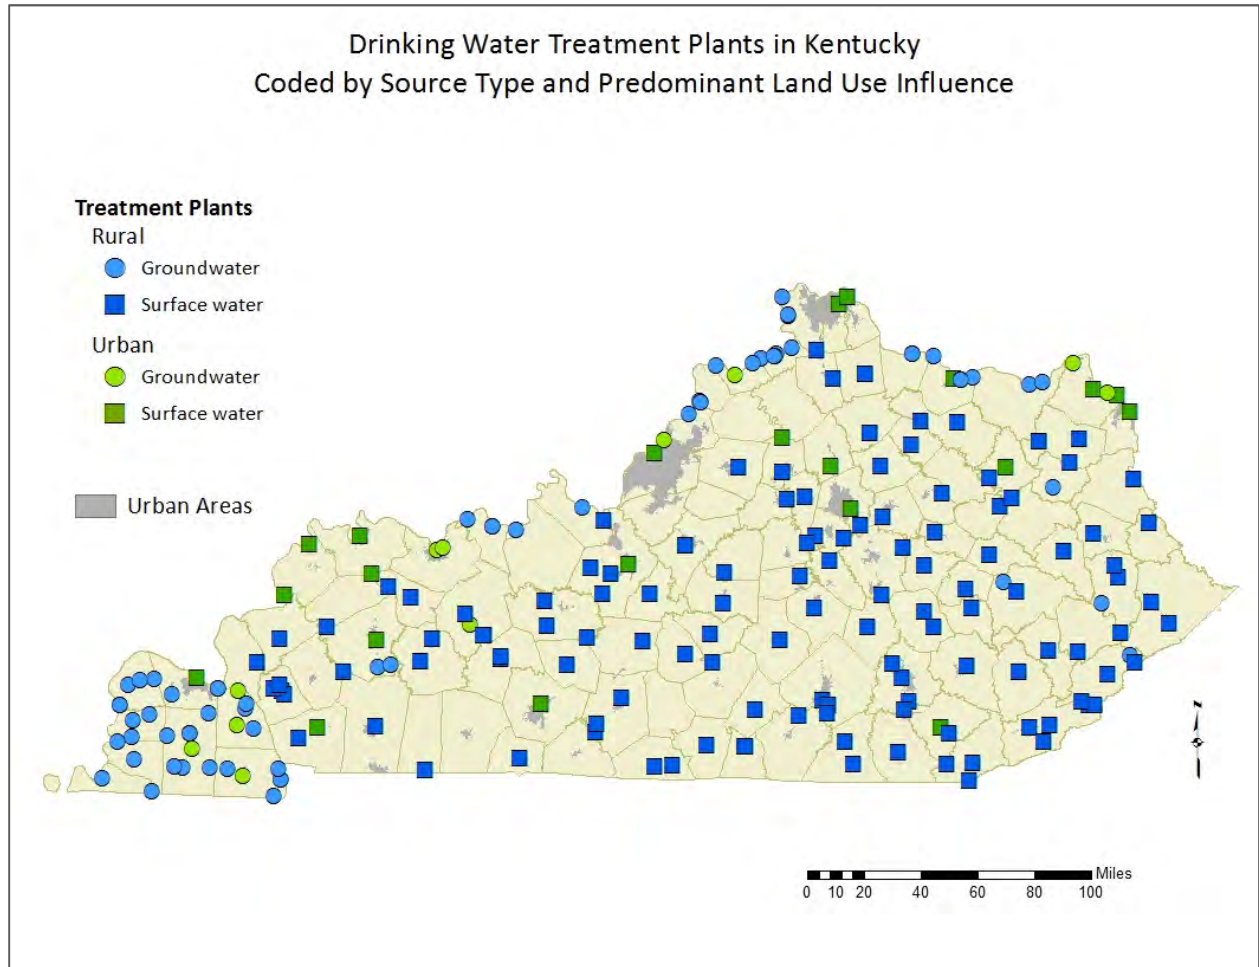 Drinking Water Treatment Plants in Kentucky
Coded by Source Type and Predominant Land Use Influence
Treatment Plants
Rural
Groundwater
Surface water
Urban
Groundwater
Surface water
Urban Areas
N
Miles
0 10 20 40 60 80 100